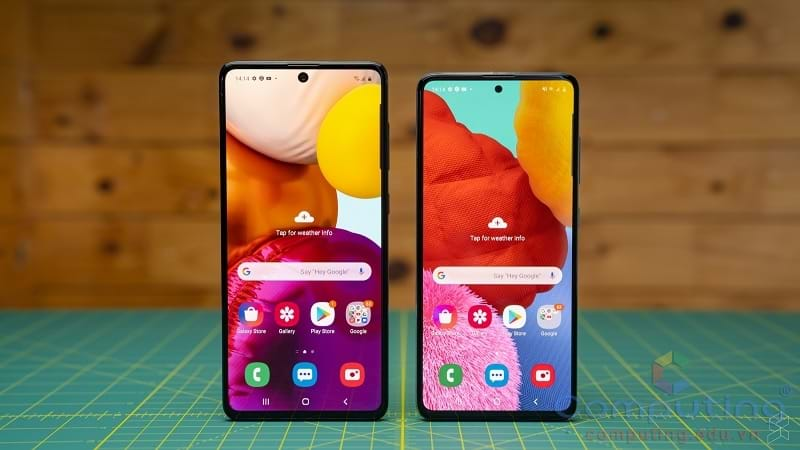 14:14
14:14
Tap for weather info
Tap for weather info
Say "Hey Google"
Say "Hey Google"
Galaxy Store
Gallery
Play Store
Google
Galaxy Store
Gallery
Play Store
Google
Computing®
computing.edu.vn